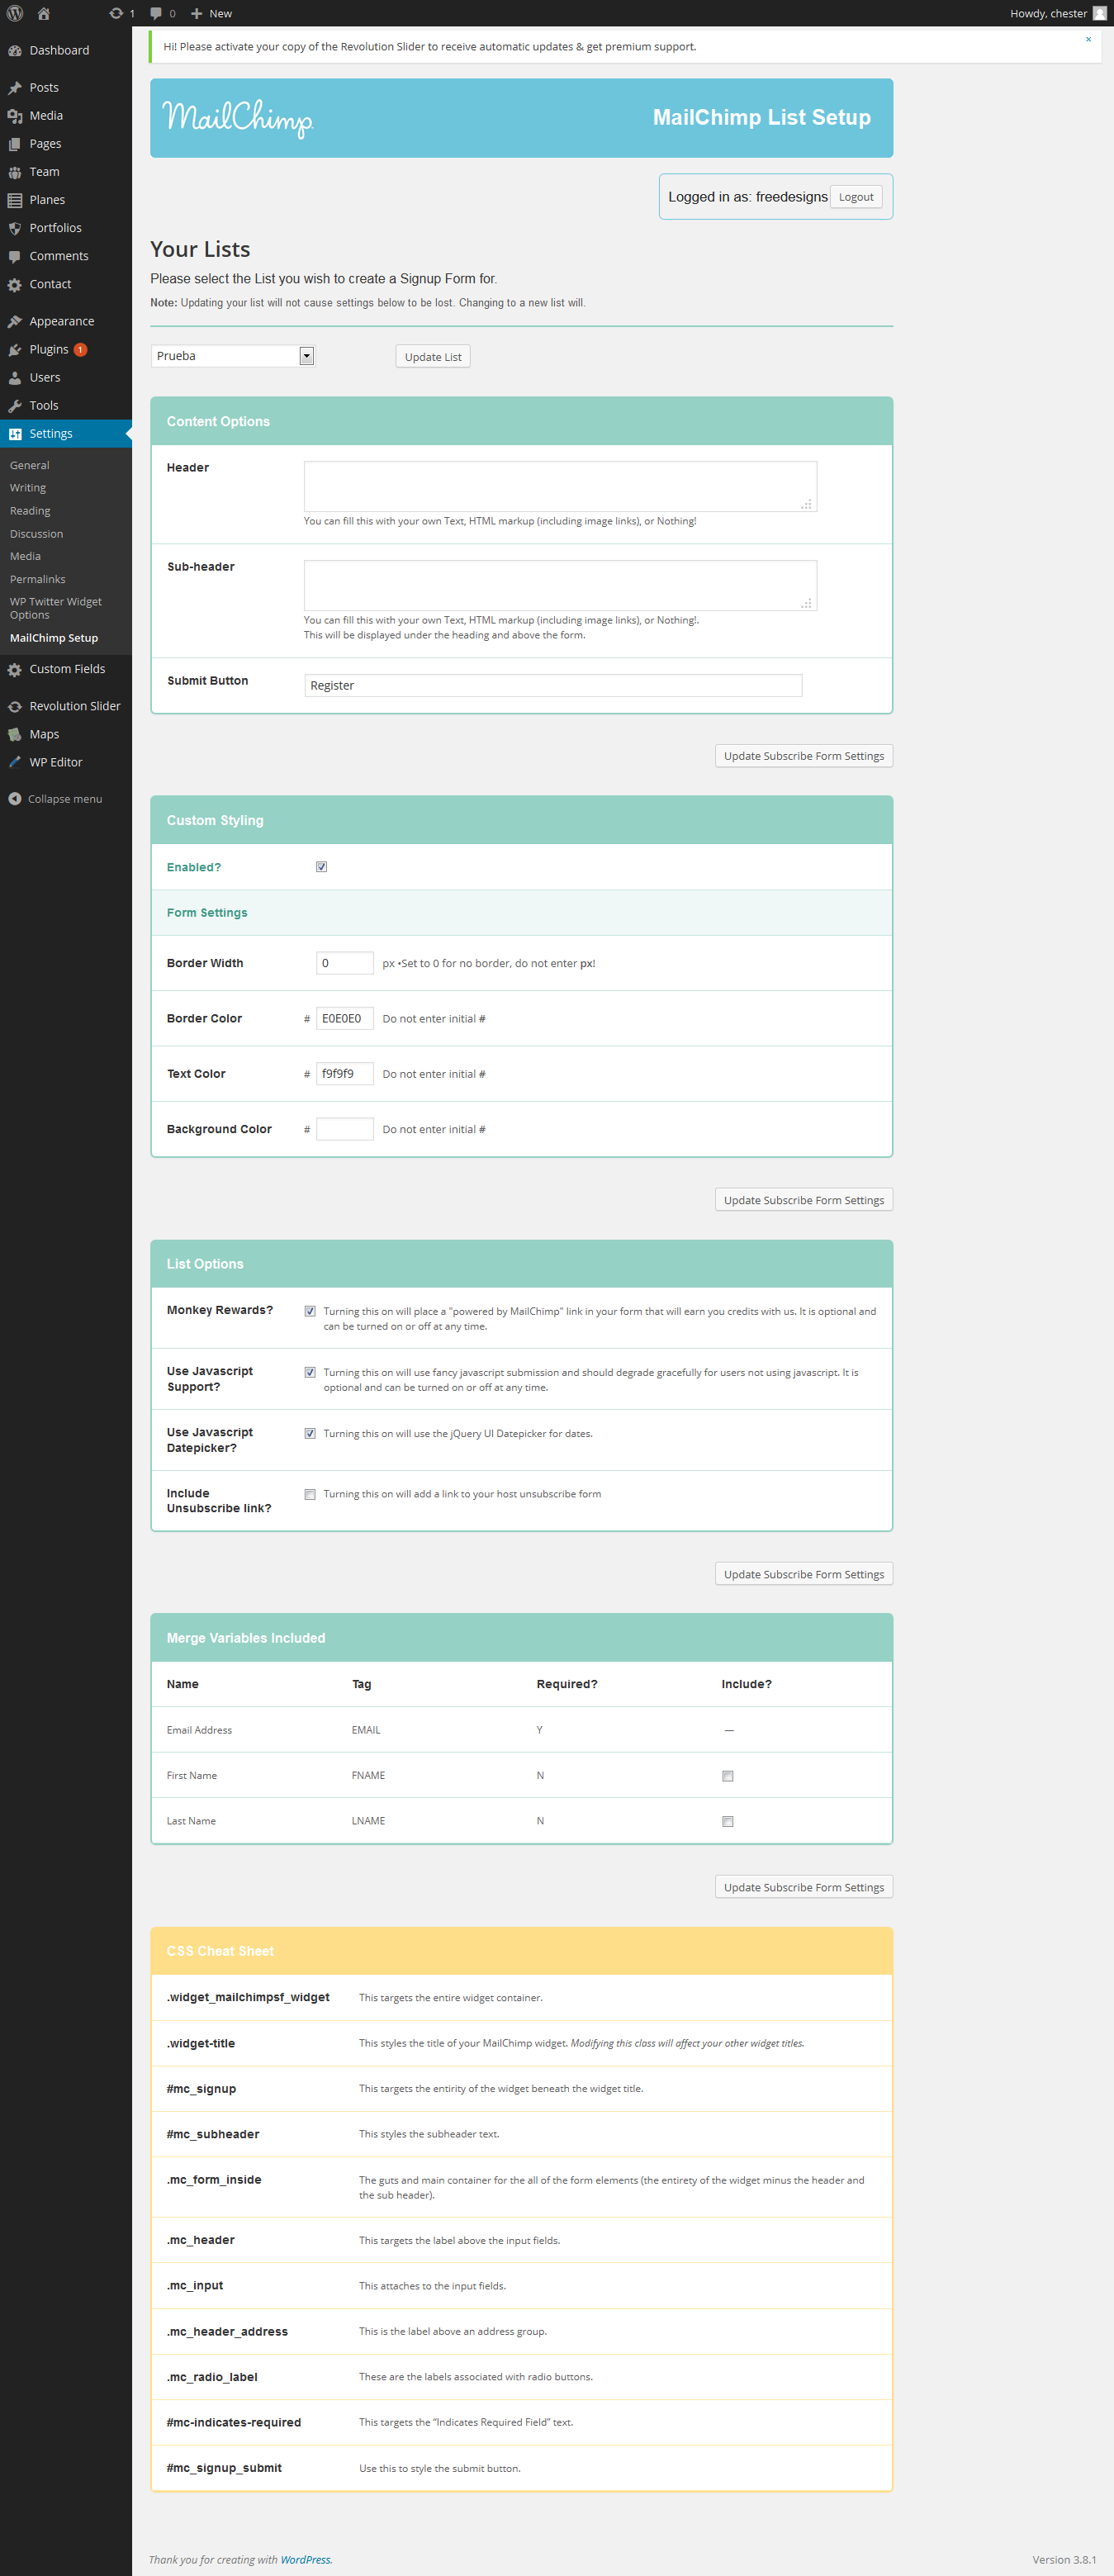 1
0
New
Howdy, chester
Dashboard
Posts
Media
Pages
Team
Planes
Portfolios
Comments
Contact
Appearance
Plugins 1
Users
Tools
Settings
General
Writing
Reading
Discussion
Media
Permalinks
WP Twitter Widget
Options
MailChimp Setup
Custom Fields
Revolution Slider
Maps
WP Editor
Collapse menu
Hi! Please activate your copy of the Revolution Slider to receive automatic updates & get premium support.
×
MailChimp
MailChimp List Setup
Logged in as: freedesigns Logout
Your Lists
Please select the List you wish to create a Signup Form for.
Note: Updating your list will not cause settings below to be lost. Changing to a new list will.
Prueba
Update List
Content Options
Header
You can fill this with your own Text, HTML markup (including image links), or Nothing!
Sub-header
You can fill this with your own Text, HTML markup (including image links), or Nothing!.
This will be displayed under the heading and above the form.
Submit Button
Register
Update Subscribe Form Settings
Custom Styling
Enabled?
Form Settings
Border Width
0
px •Set to 0 for no border, do not enter px!
Border Color
# E0E0E0 Do not enter initial #
Text Color
# f9f9f9 Do not enter initial #
Background Color
# Do not enter initial #
Update Subscribe Form Settings
List Options
Monkey Rewards?
Turning this on will place a "powered by MailChimp" link in your form that will earn you credits with us. It is optional and
can be turned on or off at any time.
Use Javascript
Support?
Turning this on will use fancy javascript submission and should degrade gracefully for users not using javascript. It is
optional and can be turned on or off at any time.
Use Javascript
Datepicker?
Turning this on will use the jQuery UI Datepicker for dates.
Include
Unsubscribe link?
Turning this on will add a link to your host unsubscribe form
Update Subscribe Form Settings
Merge Variables Included
Name Tag Required? Include?
Email Address EMAIL Y —
First Name FNAME N
Last Name LNAME N
Update Subscribe Form Settings
CSS Cheat Sheet
.widget_mailchimpsf_widget This targets the entire widget container.
.widget-title This styles the title of your MailChimp widget. Modifying this class will affect your other widget titles.
#mc_signup This targets the entirity of the widget beneath the widget title.
#mc_subheader This styles the subheader text.
.mc_form_inside The guts and main container for the all of the form elements (the entirety of the widget minus the header and
the sub header).
.mc_header This targets the label above the input fields.
.mc_input This attaches to the input fields.
.mc_header_address This is the label above an address group.
.mc_radio_label These are the labels associated with radio buttons.
#mc-indicates-required This targets the “Indicates Required Field” text.
#mc_signup_submit Use this to style the submit button.
Thank you for creating with WordPress.
Version 3.8.1